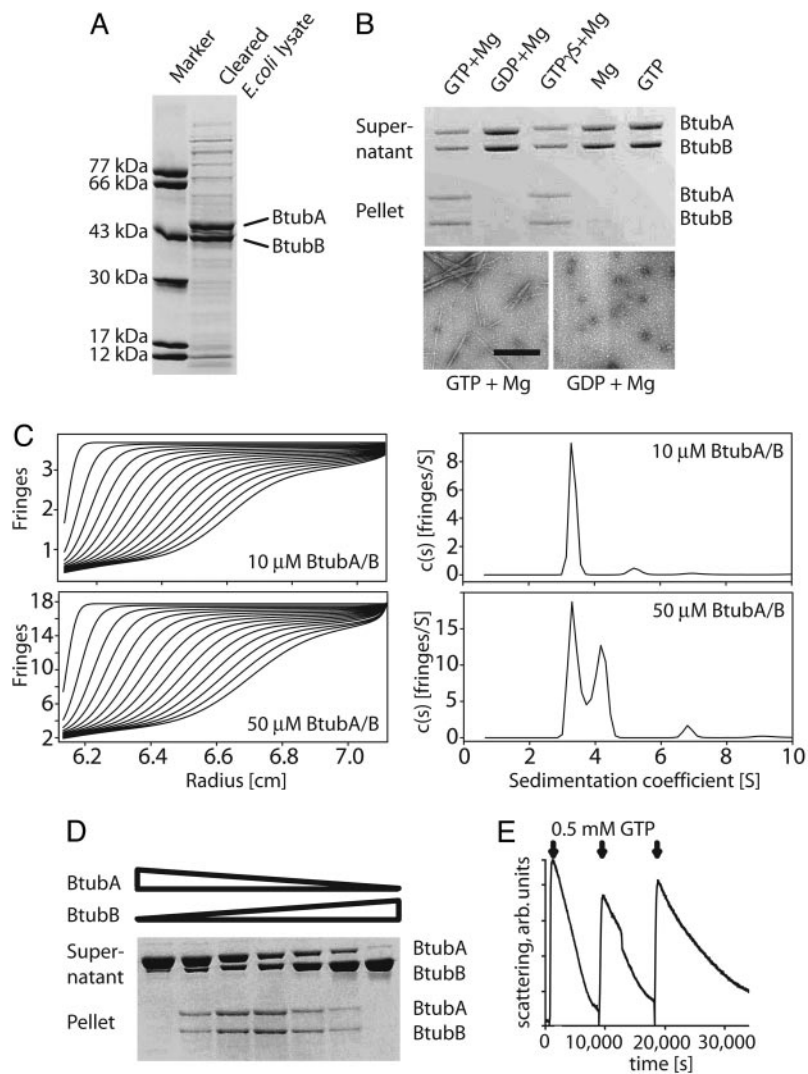 A
Marker
Cleared
E.coli lysate
77 kDa
66 kDa
43 kDa
30 kDa
17 kDa
12 kDa
BtubA
BtubB
B
GTP+Mg
GDP+Mg
GTPγS+Mg
Mg
GTP
Super-
natant
BtubA
BtubB
Pellet
BtubA
BtubB
GTP + Mg
GDP + Mg
C
Fringes
3
2
1
10 μM BtubA/B
Fringes
18
14
10
6
2
50 μM BtubA/B
6.2
6.4
6.6
6.8
7.0
Radius [cm]
c(s) [fringes/S]
8
6
4
2
0
10 μM BtubA/B
c(s) [fringes/S]
15
10
5
0
50 μM BtubA/B
0
2
4
6
8
10
Sedimentation coefficient [S]
D
BtubA
BtubB
Super-
natant
BtubA
BtubB
Pellet
BtubA
BtubB
E
0.5 mM GTP
scattering, arb. units
0
10,000
20,000
30,000
time [s]